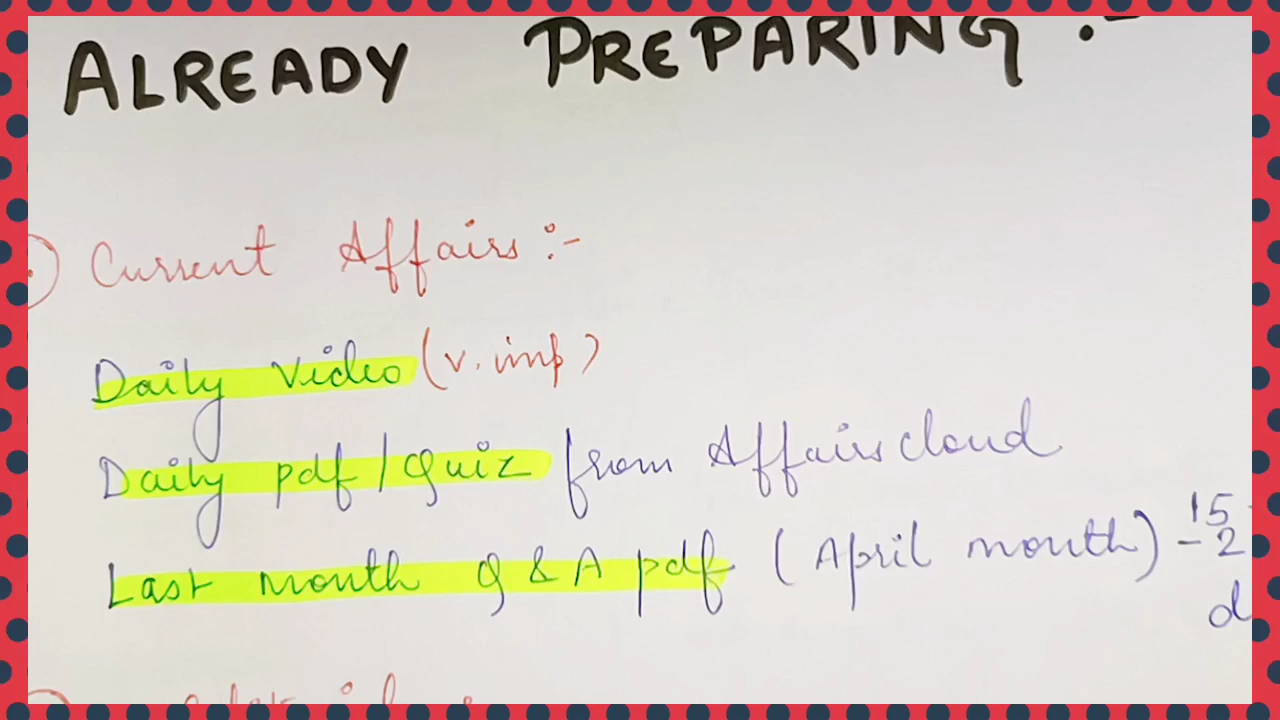 ALREADY PREPARING :-
Current Affairs :-
Daily Video (v. imp)
Daily pdf / Quiz from Affairscloud
Last month Q & A pdf (April month) - 15
- 2
d